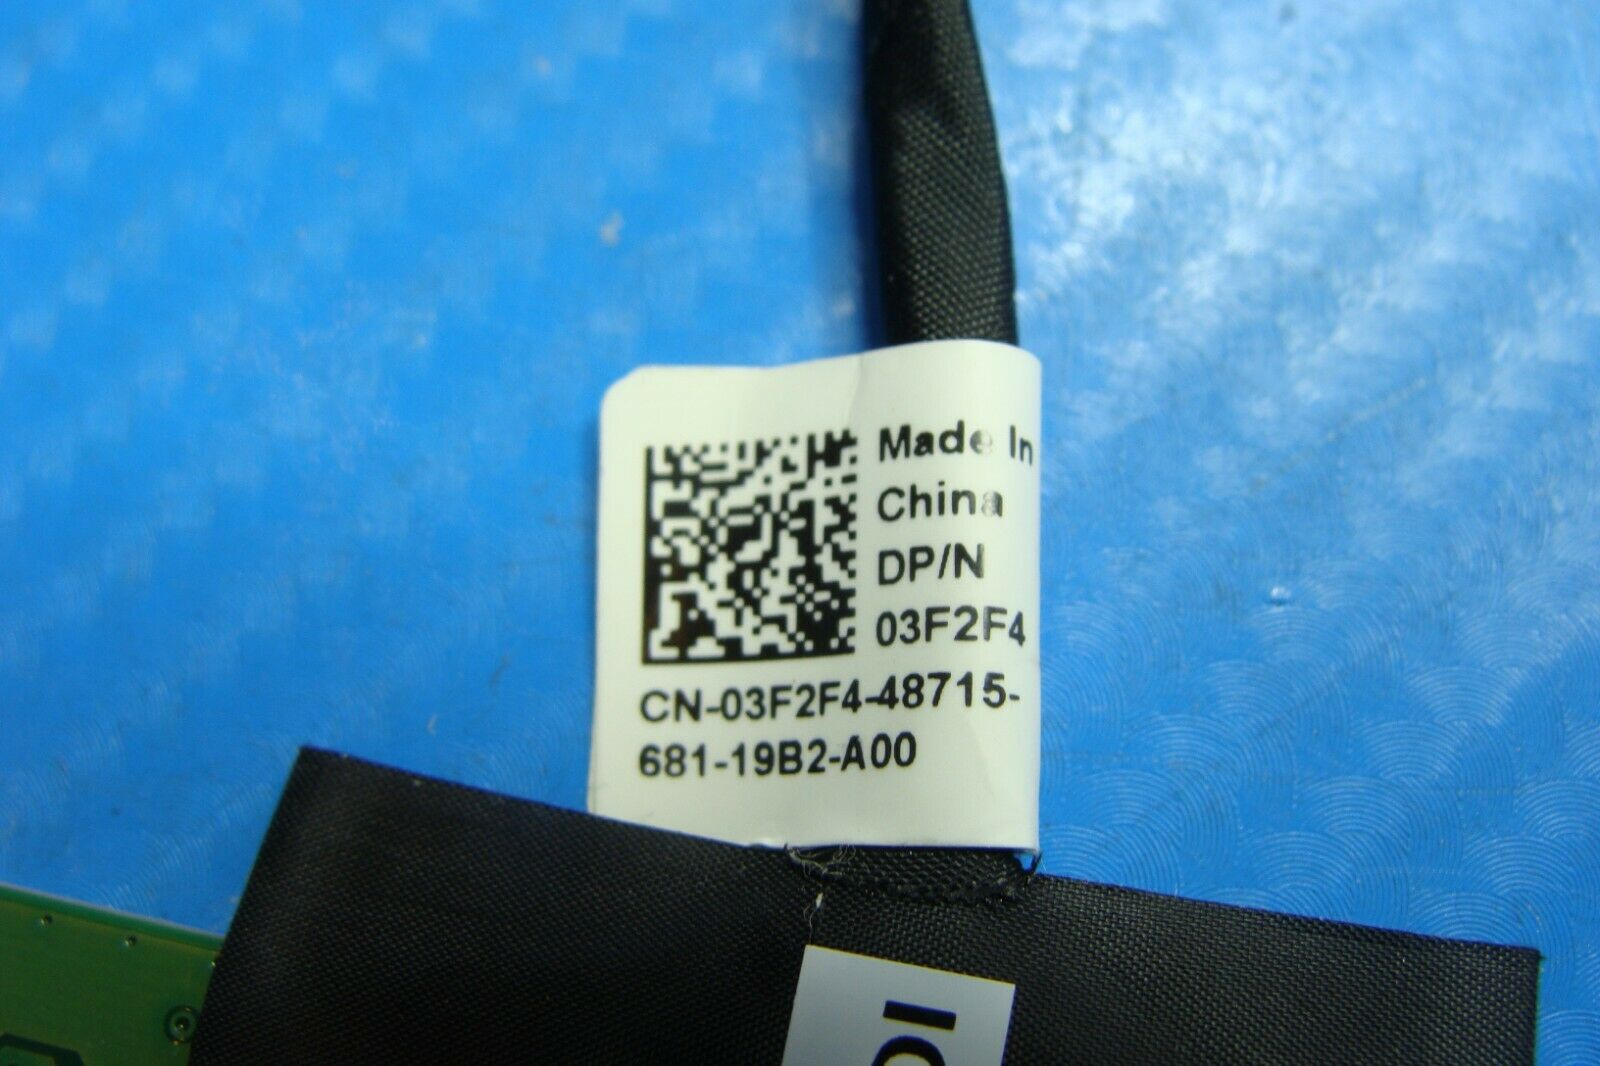 Made In
China
DP/N
03F2F4
CN-03F2F4-48715-
681-19B2-A00